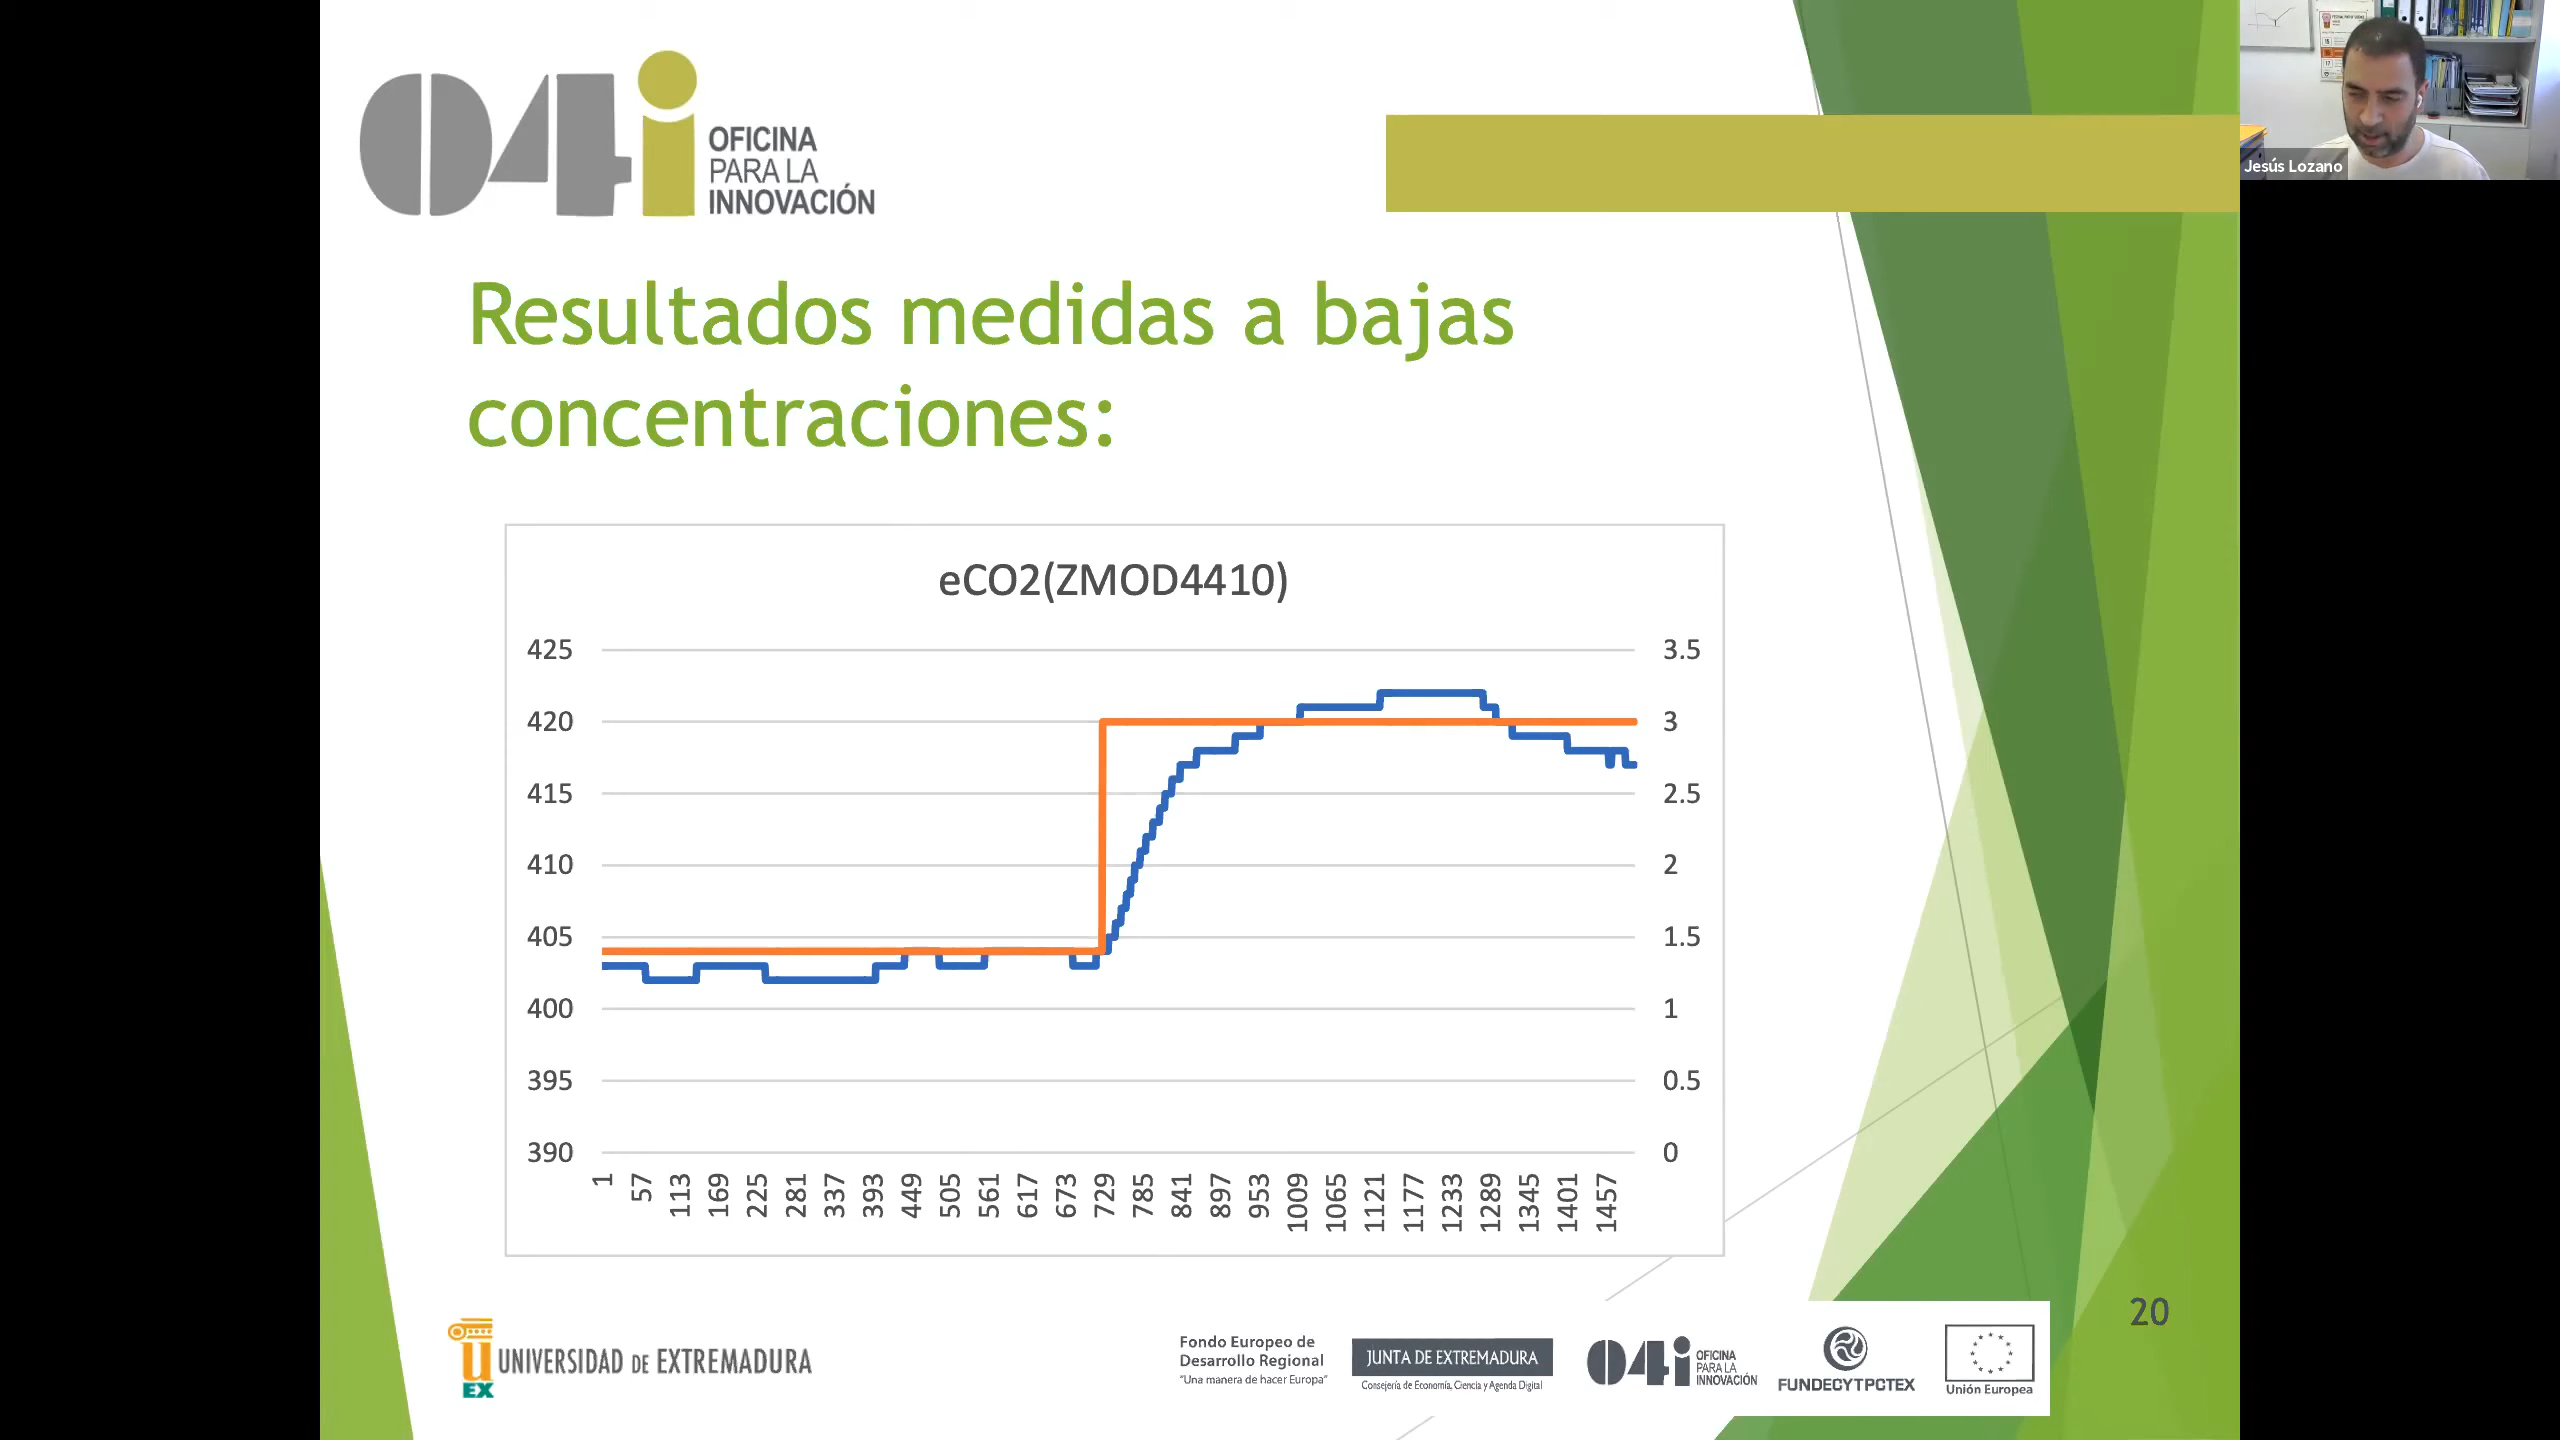 04i
OFICINA
PARA LA
INNOVACIÓN
Jesús Lozano
Resultados medidas a bajas
concentraciones:
eCO2(ZMOD4410)
425
420
415
410
405
400
395
390
3.5
3
2.5
2
1.5
1
0.5
0
1
57
113
169
225
281
337
393
449
505
561
617
673
729
785
841
897
953
1009
1065
1121
1177
1233
1289
1345
1401
1457
20
UEX UNIVERSIDAD DE EXTREMADURA
Fondo Europeo de
Desarrollo Regional
"Una manera de hacer Europa"
JUNTA DE EXTREMADURA
Consejería de Economía, Ciencia y Agenda Digital
04i
OFICINA
PARA LA
INNOVACIÓN
FUNDECYTPCTEX
Unión Europea